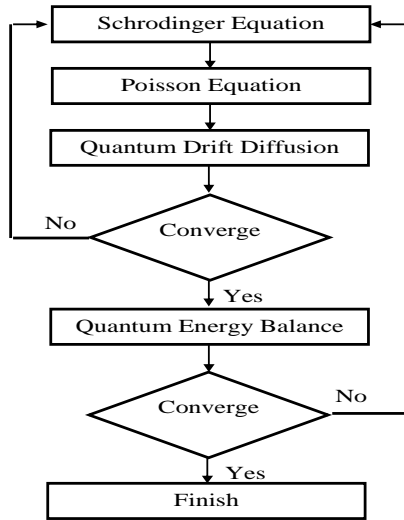 Schrodinger Equation
Poisson Equation
Quantum Drift Diffusion
No
Converge
Yes
Quantum Energy Balance
Converge
No
Yes
Finish